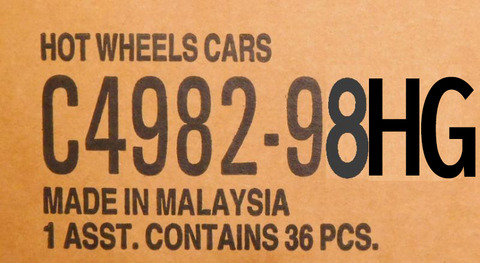 HOT WHEELS CARS
C4982-98HG
MADE IN MALAYSIA
1 ASST. CONTAINS 36 PCS.